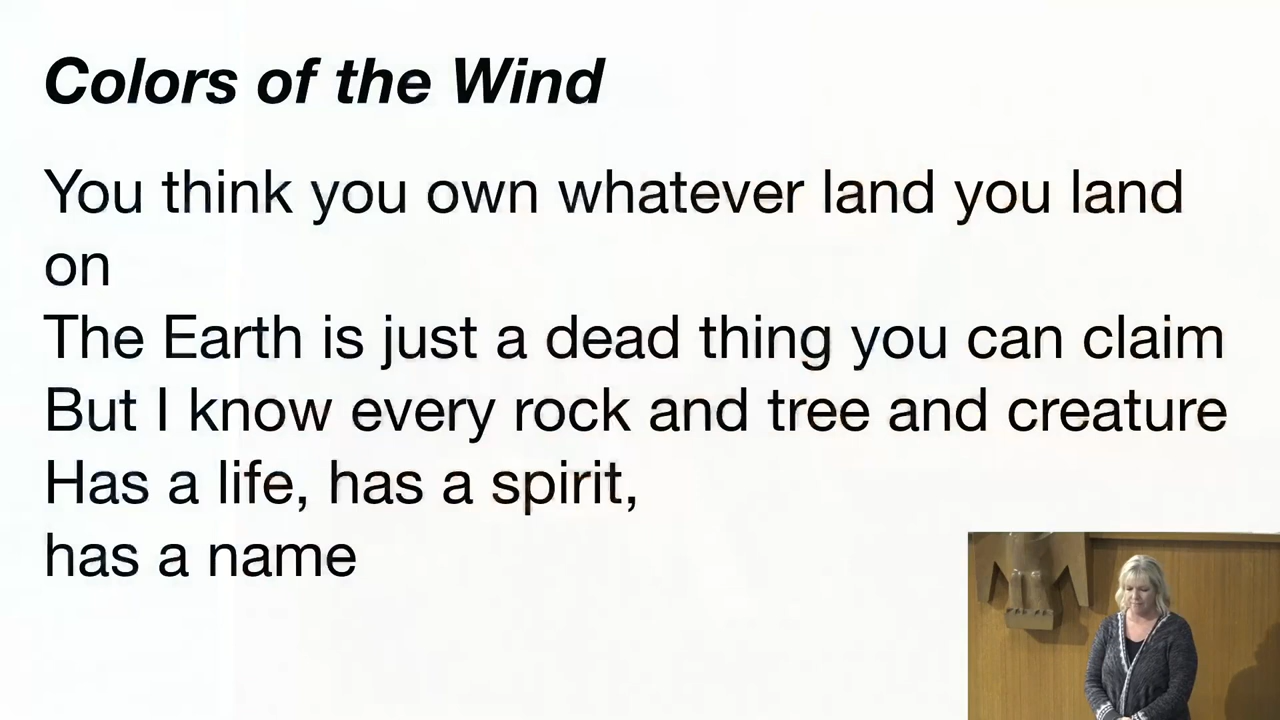 Colors of the Wind
You think you own whatever land you land
on
The Earth is just a dead thing you can claim
But I know every rock and tree and creature
Has a life, has a spirit,
has a name